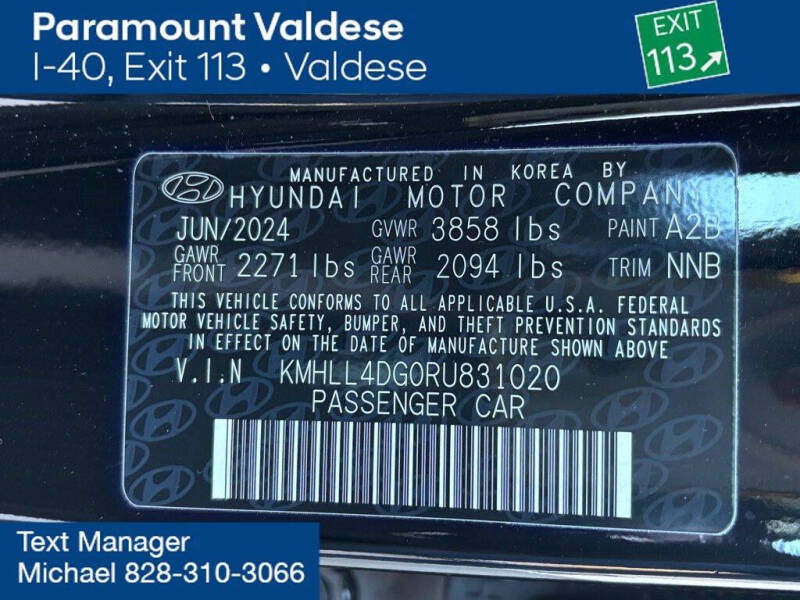 Paramount Valdese
I-40, Exit 113 • Valdese
EXIT
113
MANUFACTURED IN KOREA BY
HYUNDAI MOTOR COMPANY
JUN/2024 GVWR 3858 lbs PAINT A2B
GAWR FRONT 2271 lbs GAWR REAR 2094 lbs TRIM NNB
THIS VEHICLE CONFORMS TO ALL APPLICABLE U.S.A. FEDERAL
MOTOR VEHICLE SAFETY, BUMPER, AND THEFT PREVENTION STANDARDS
IN EFFECT ON THE DATE OF MANUFACTURE SHOWN ABOVE
V.I.N KMHLL4DG0RU831020
PASSENGER CAR
Text Manager
Michael 828-310-3066